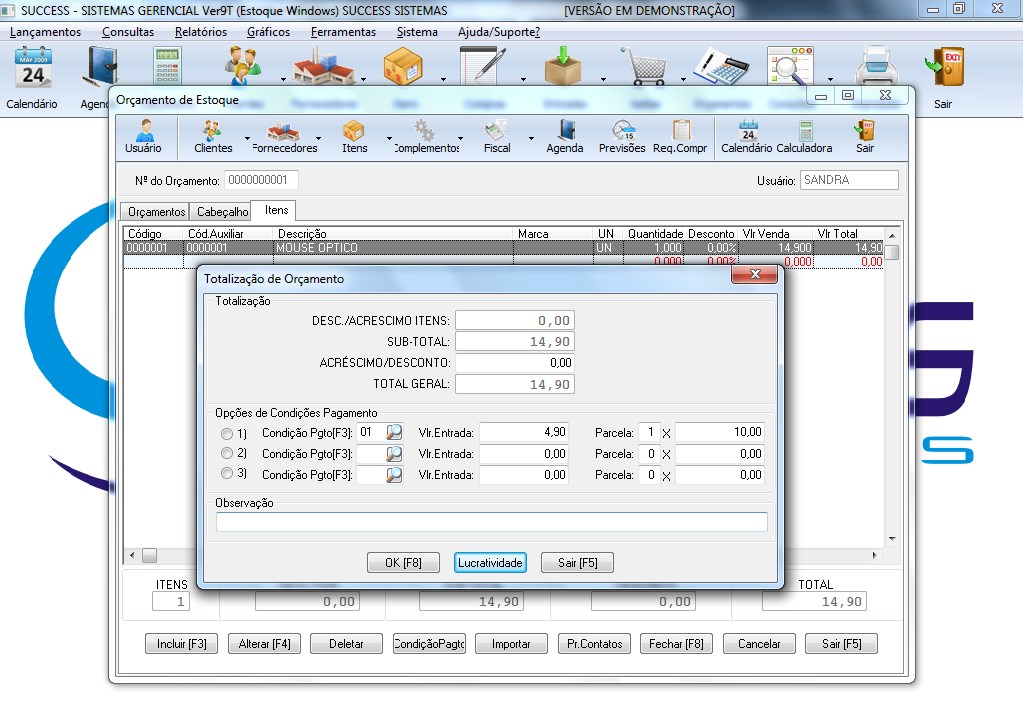 SUCCESS - SISTEMAS GERENCIAL Ver9T (Estoque Windows) SUCCESS SISTEMAS [VERSÃO EM DEMONSTRAÇÃO]
Lançamentos Consultas Relatórios Gráficos Ferramentas Sistema Ajuda/Suporte?
MAY 2009
24
EXIT
Calendário Agend Sair
Orçamento de Estoque
Usuário Clientes Fornecedores Itens Complementos Fiscal Agenda Previsões Req.Compr Calendário Calculadora Sair
Nº do Orçamento: 0000000001 Usuário: SANDRA
Orçamentos Cabeçalho Itens
Código Cód.Auxiliar Descrição Marca UN Quantidade Desconto Vlr Venda Vlr Total
0000001 0000001 MOUSE OPTICO UN 1,000 0,00% 14,900 14,90
0,000 0,00% 0,000 0,00
Totalização de Orçamento
Totalização
DESC./ACRESCIMO ITENS: 0,00
SUB-TOTAL: 14,90
ACRÉSCIMO/DESCONTO: 0,00
TOTAL GERAL: 14,90
Opções de Condições Pagamento
1) Condição Pgto[F3]: 01 Vlr.Entrada: 4,90 Parcela: 1 X 10,00
2) Condição Pgto[F3]: Vlr.Entrada: 0,00 Parcela: 0 X 0,00
3) Condição Pgto[F3]: Vlr.Entrada: 0,00 Parcela: 0 X 0,00
Observação
OK [F8] Lucratividade Sair [F5]
ITENS TOTAL
1 0,00 14,90 0,00 14,90
Incluir [F3] Alterar [F4] Deletar CondiçãoPagto Importar Pr.Contatos Fechar [F8] Cancelar Sair [F5]